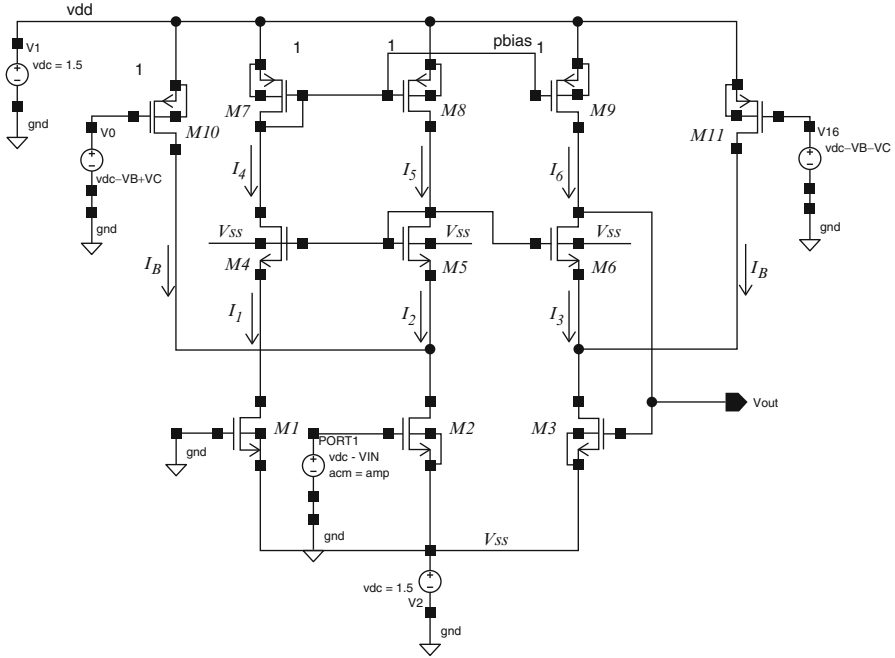 vdd
V1
vdc = 1.5
gnd
1
1
1
pbias
1
M10
M7
M8
M9
M11
V0
vdc−VB+VC
gnd
V16
vdc−VB−VC
gnd
I4
I5
I6
Vss
Vss
Vss
M4
M5
M6
IB
I1
I2
I3
IB
M1
gnd
PORT1
vdc - VIN
acm = amp
gnd
M2
M3
Vout
Vss
vdc = 1.5
V2
gnd